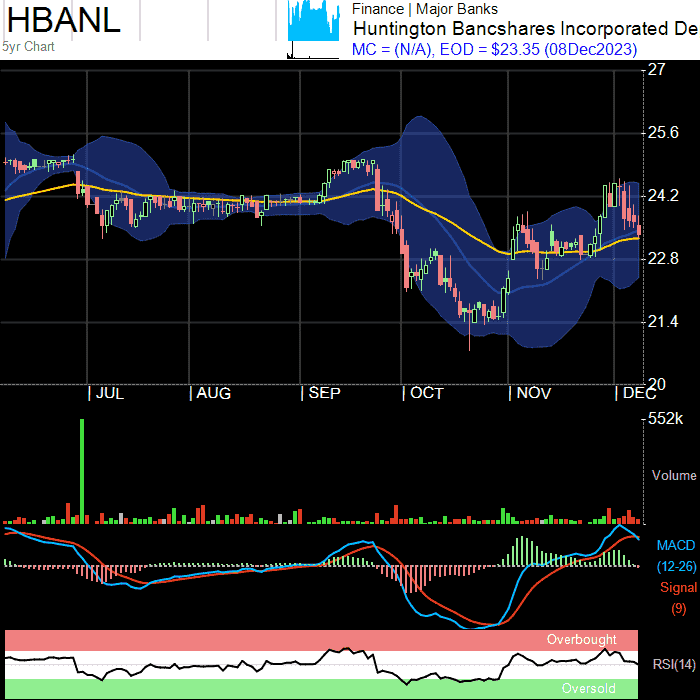 HBANL
5yr Chart
Finance | Major Banks
Huntington Bancshares Incorporated De
MC = (N/A), EOD = $23.35 (08Dec2023)
27
25.6
24.2
22.8
21.4
20
JUL AUG SEP OCT NOV DEC
552k
Volume
MACD
(12-26)
Signal
(9)
Overbought
RSI(14)
Oversold